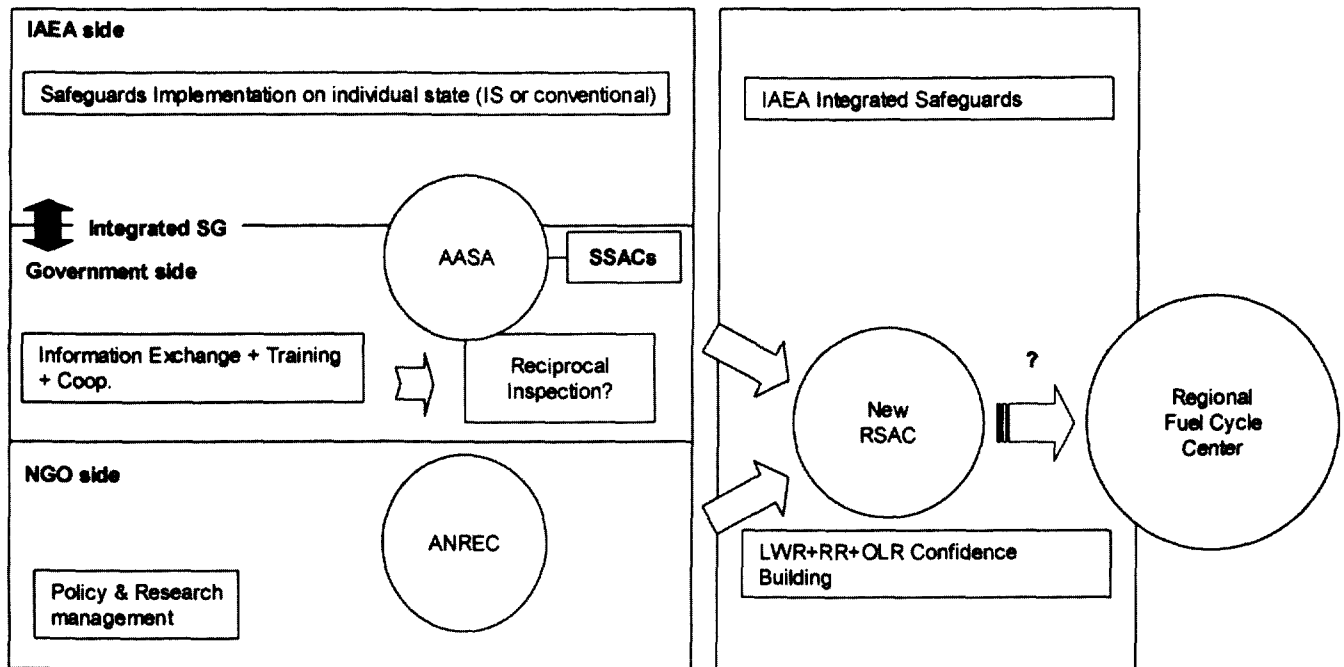 IAEA side
Safeguards Implementation on individual state (IS or conventional)
Integrated SG
Government side
AASA
SSACs
Information Exchange + Training
+ Coop.
Reciprocal
Inspection?
NGO side
ANREC
Policy & Research
management
IAEA Integrated Safeguards
New
RSAC
?
Regional
Fuel Cycle
Center
LWR+RR+OLR Confidence
Building